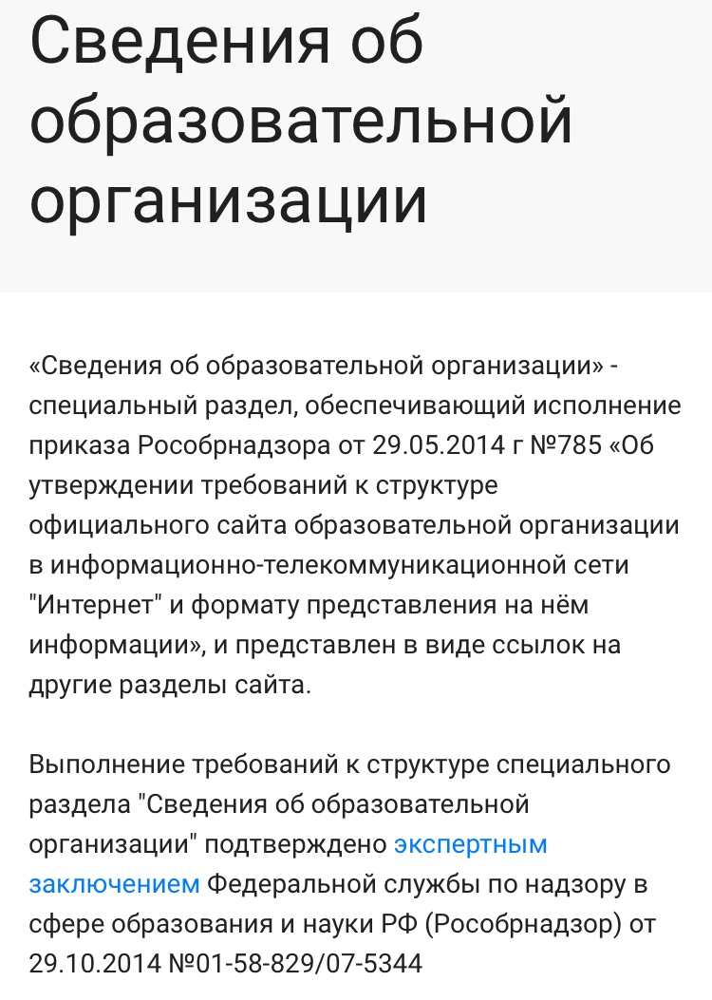 Сведения об
образовательной
организации
«Сведения об образовательной организации» -
специальный раздел, обеспечивающий исполнение
приказа Рособрнадзора от 29.05.2014 г №785 «Об
утверждении требований к структуре
официального сайта образовательной организации
в информационно-телекоммуникационной сети
"Интернет" и формату представления на нём
информации», и представлен в виде ссылок на
другие разделы сайта.
Выполнение требований к структуре специального
раздела "Сведения об образовательной
организации" подтверждено экспертным
заключением Федеральной службы по надзору в
сфере образования и науки РФ (Рособрнадзор) от
29.10.2014 №01-58-829/07-5344